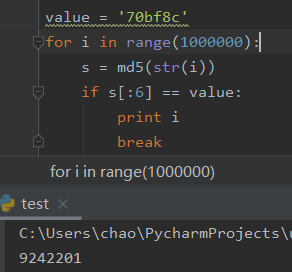 value = '70bf8c'
for i in range(1000000):
    s = md5(str(i))
    if s[:6] == value:
        print i
        break
for i in range(1000000)
test ×
C:\Users\chao\PycharmProjects\
9242201